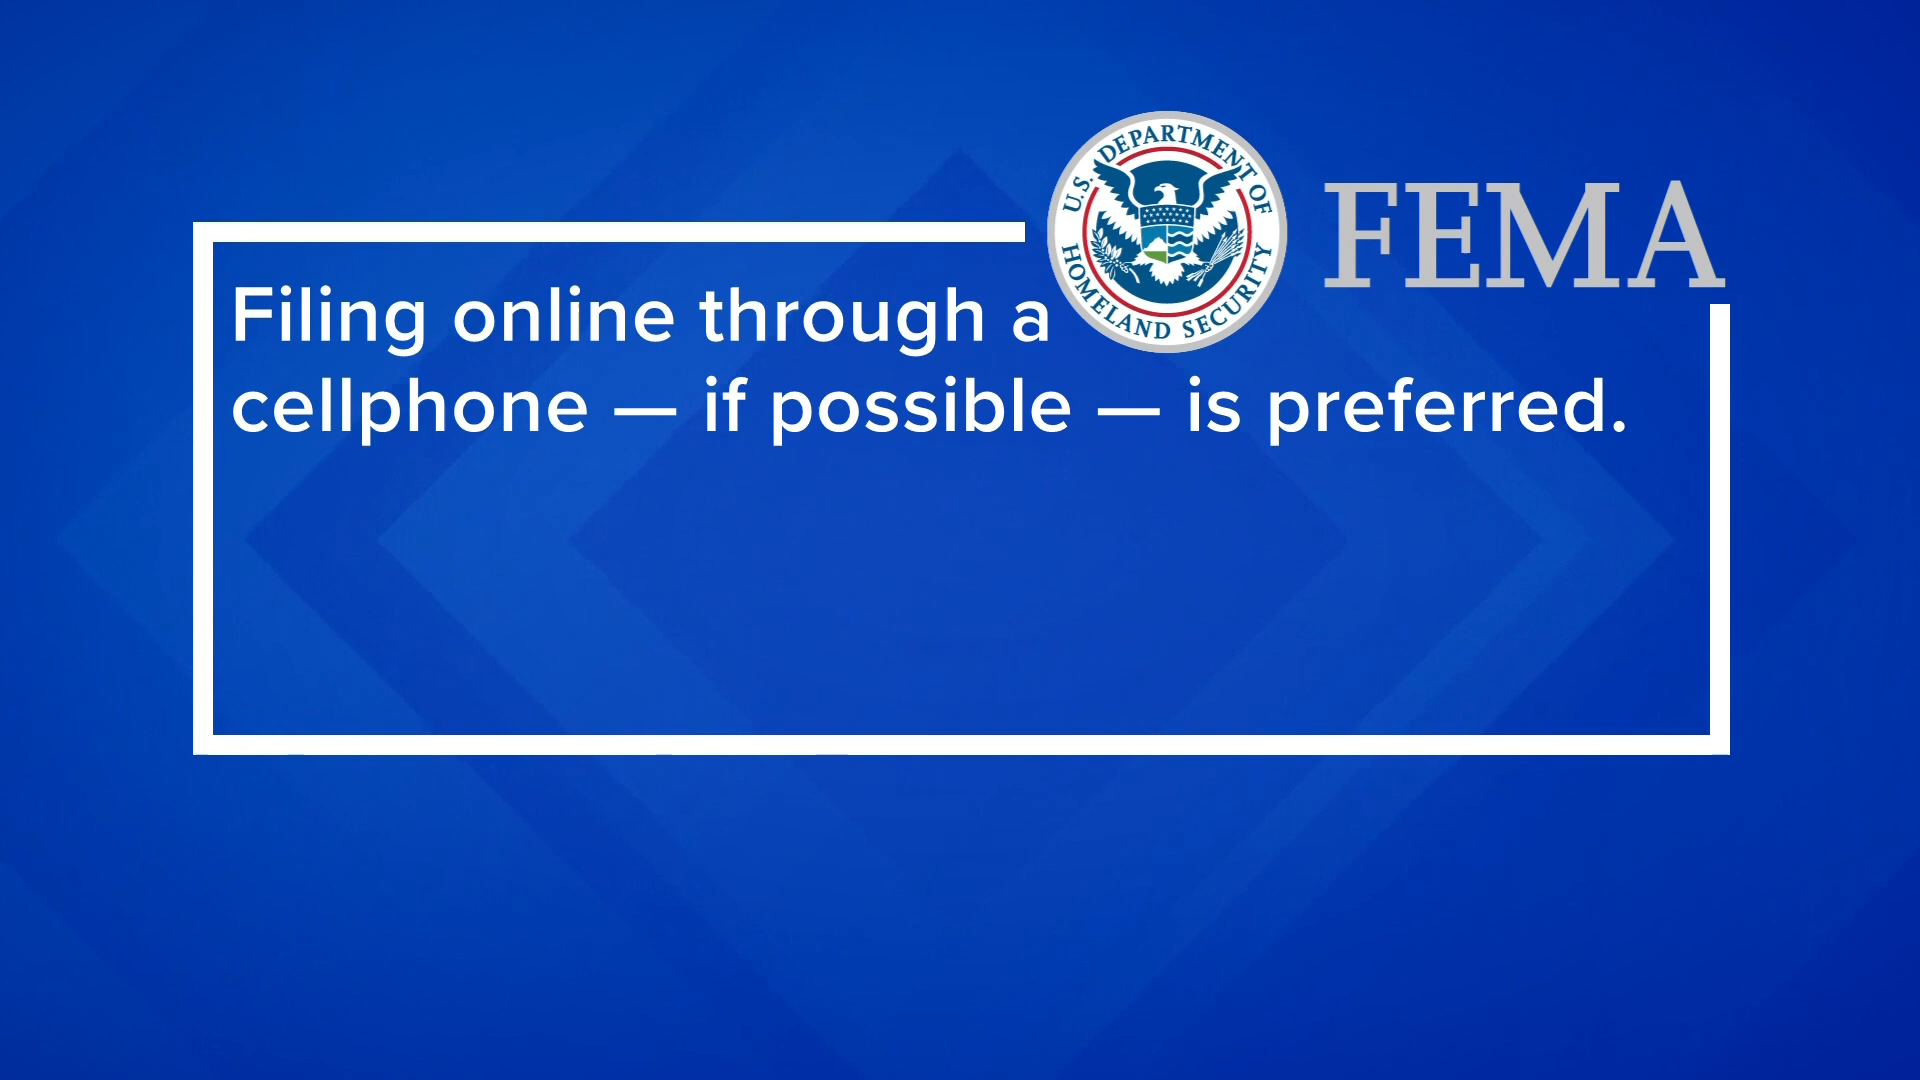 U.S. DEPARTMENT OF
HOMELAND SECURITY
FEMA
Filing online through a
cellphone — if possible — is preferred.